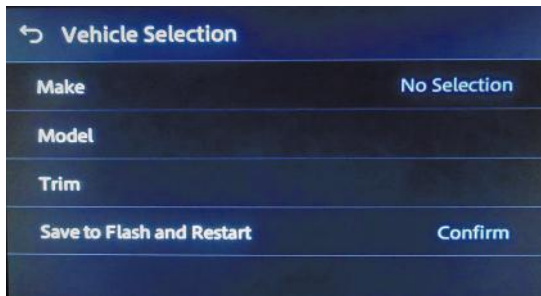 Vehicle Selection
Make No Selection
Model
Trim
Save to Flash and Restart Confirm